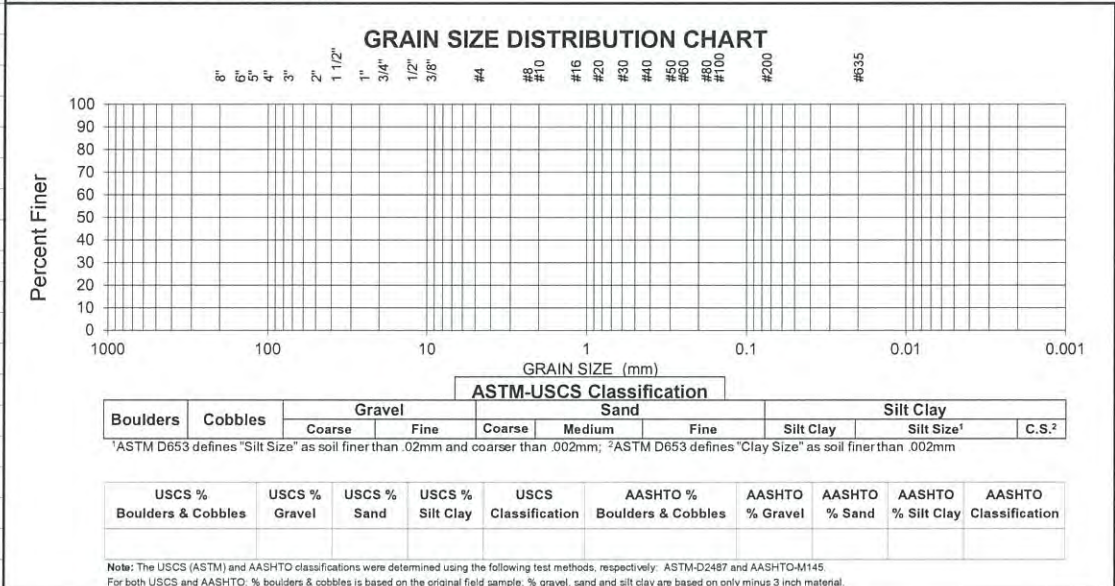 GRAIN SIZE DISTRIBUTION CHART
8" 6" 5" 4" 3" 2" 1 1/2" 1" 3/4" 1/2" 3/8" #4 #8 #10 #16 #20 #30 #40 #50 #60 #80 #100 #200 #635
Percent Finer
100
90
80
70
60
50
40
30
20
10
0
1000 100 10 1 0.1 0.01 0.001
GRAIN SIZE (mm)
ASTM-USCS Classification
Boulders Cobbles Gravel Sand Silt Clay
Coarse Fine Coarse Medium Fine Silt Clay Silt Size¹ C.S.²
¹ASTM D653 defines "Silt Size" as soil finer than .02mm and coarser than .002mm; ²ASTM D653 defines "Clay Size" as soil finer than .002mm
USCS % USCS % USCS % USCS % USCS AASHTO % AASHTO AASHTO AASHTO AASHTO
Boulders & Cobbles Gravel Sand Silt Clay Classification Boulders & Cobbles % Gravel % Sand % Silt Clay Classification
Note: The USCS (ASTM) and AASHTO classifications were determined using the following test methods, respectively: ASTM-D2487 and AASHTO-M145.
For both USCS and AASHTO: % boulders & cobbles is based on the original field sample; % gravel, sand and silt clay are based on only minus 3 inch material.